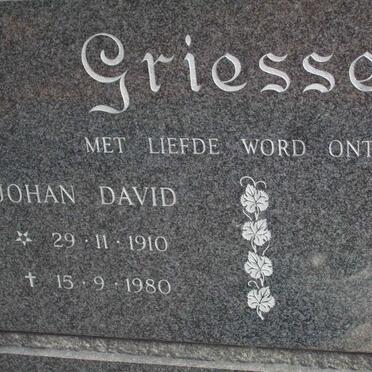 Griesse
MET LIEFDE WORD ONT
JOHAN DAVID
29·11·1910
✝ 15·9·1980